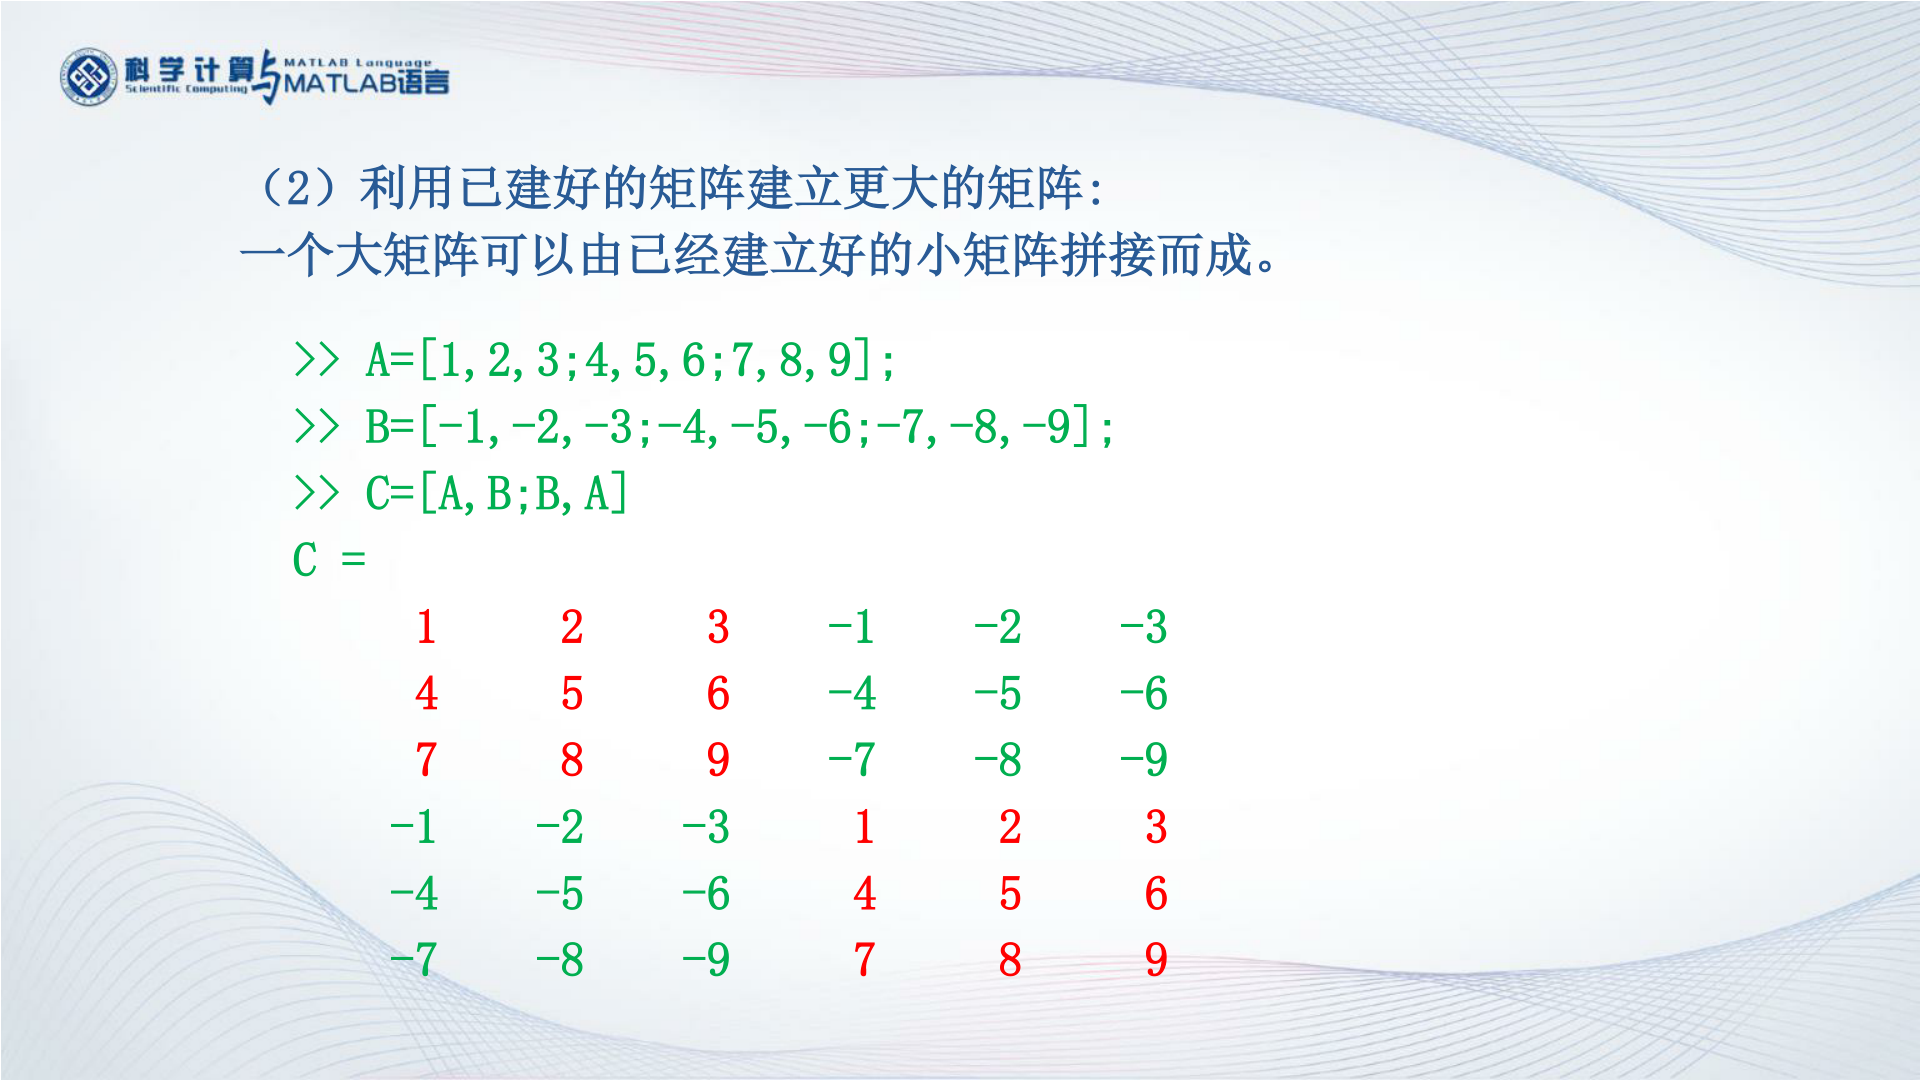 科学计算与MATLAB语言
Scientific Computing
MATLAB Language
（2）利用已建好的矩阵建立更大的矩阵:
一个大矩阵可以由已经建立好的小矩阵拼接而成。
>> A=[1,2,3;4,5,6;7,8,9];
>> B=[-1,-2,-3;-4,-5,-6;-7,-8,-9];
>> C=[A,B;B,A]
C =
1 2 3 -1 -2 -3
4 5 6 -4 -5 -6
7 8 9 -7 -8 -9
-1 -2 -3 1 2 3
-4 -5 -6 4 5 6
-7 -8 -9 7 8 9